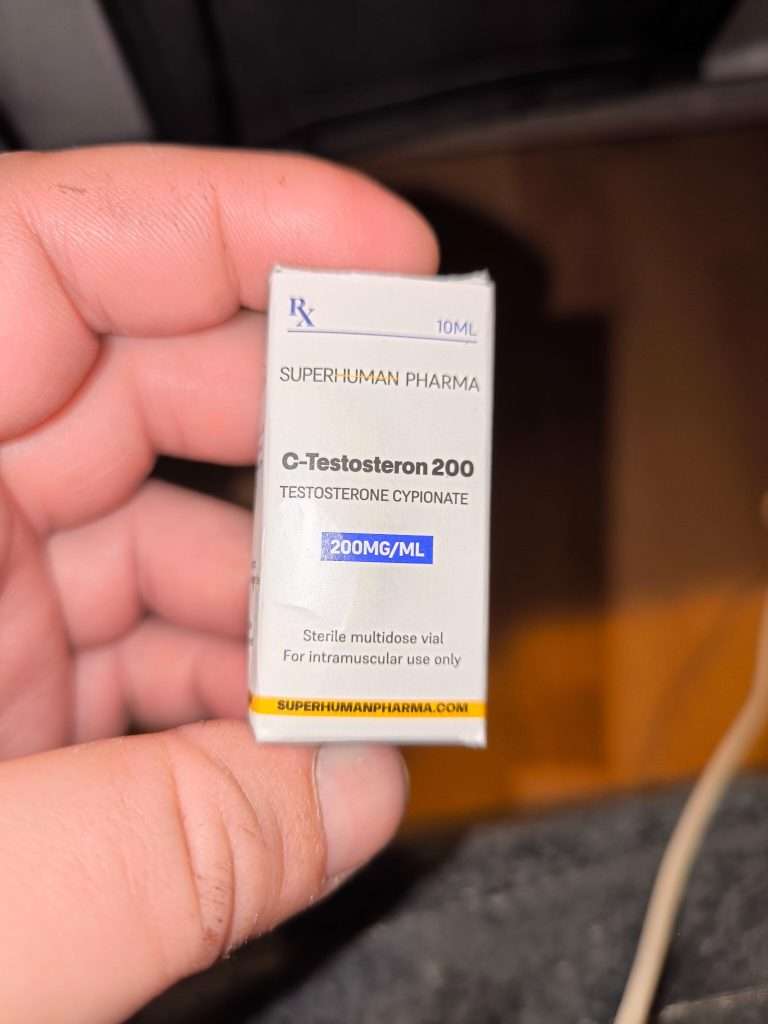 Rx
10ML
SUPERHUMAN PHARMA
C-Testosteron 200
TESTOSTERONE CYPIONATE
200MG/ML
Sterile multidose vial
For intramuscular use only
SUPERHUMANPHARMA.COM